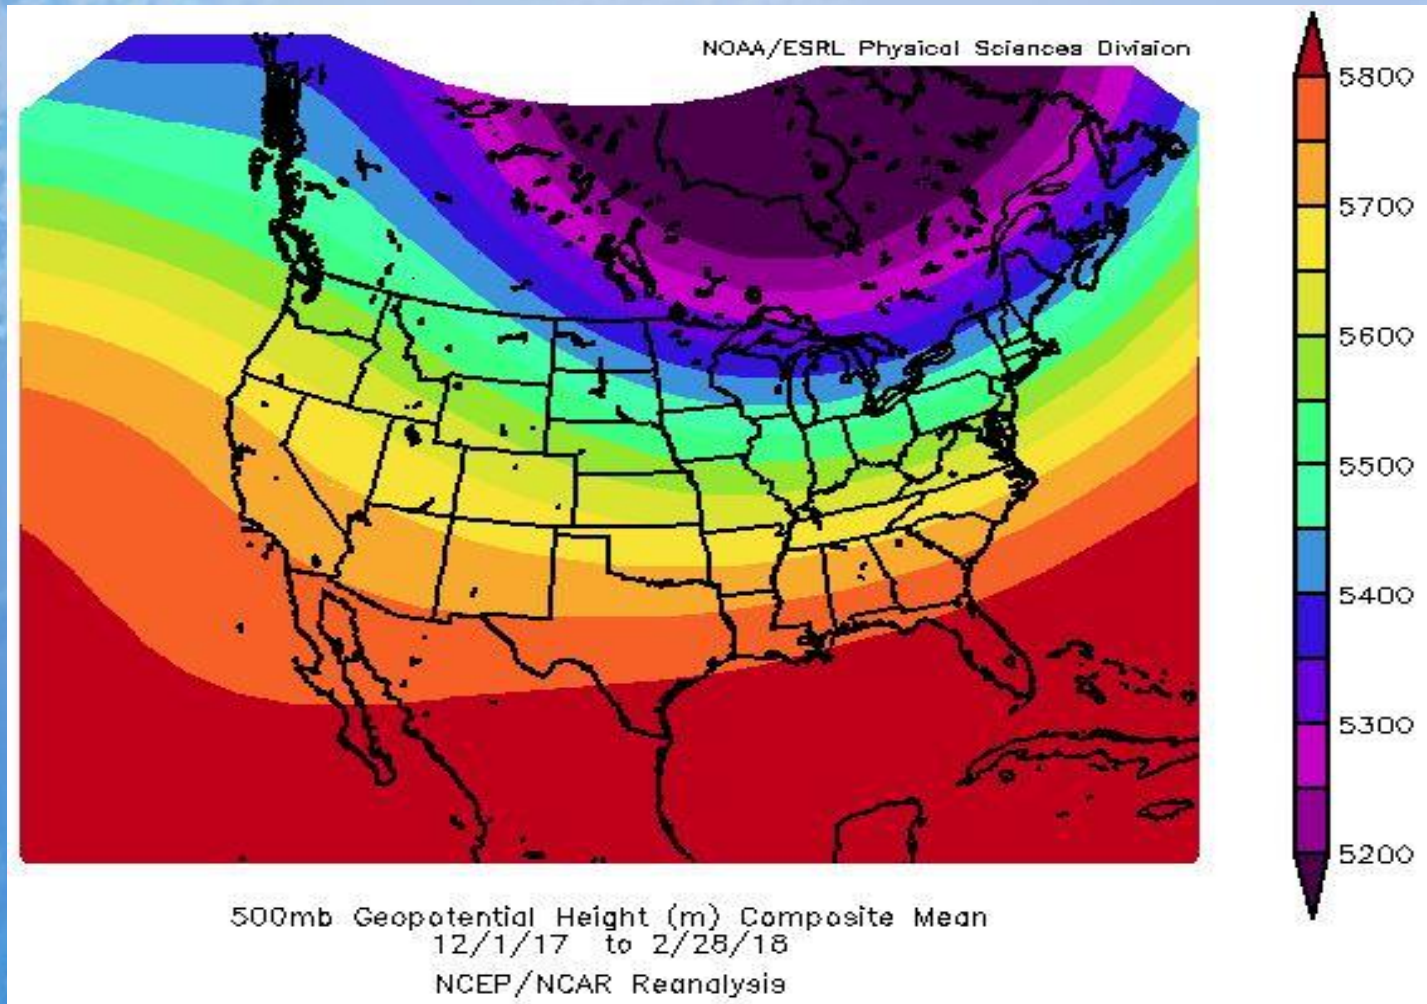 NOAA/ESRL Physical Sciences Division
5800
5700
5600
5500
5400
5300
5200
500mb Geopotential Height (m) Composite Mean
12/1/17 to 2/28/18
NCEP/NCAR Reanalysis